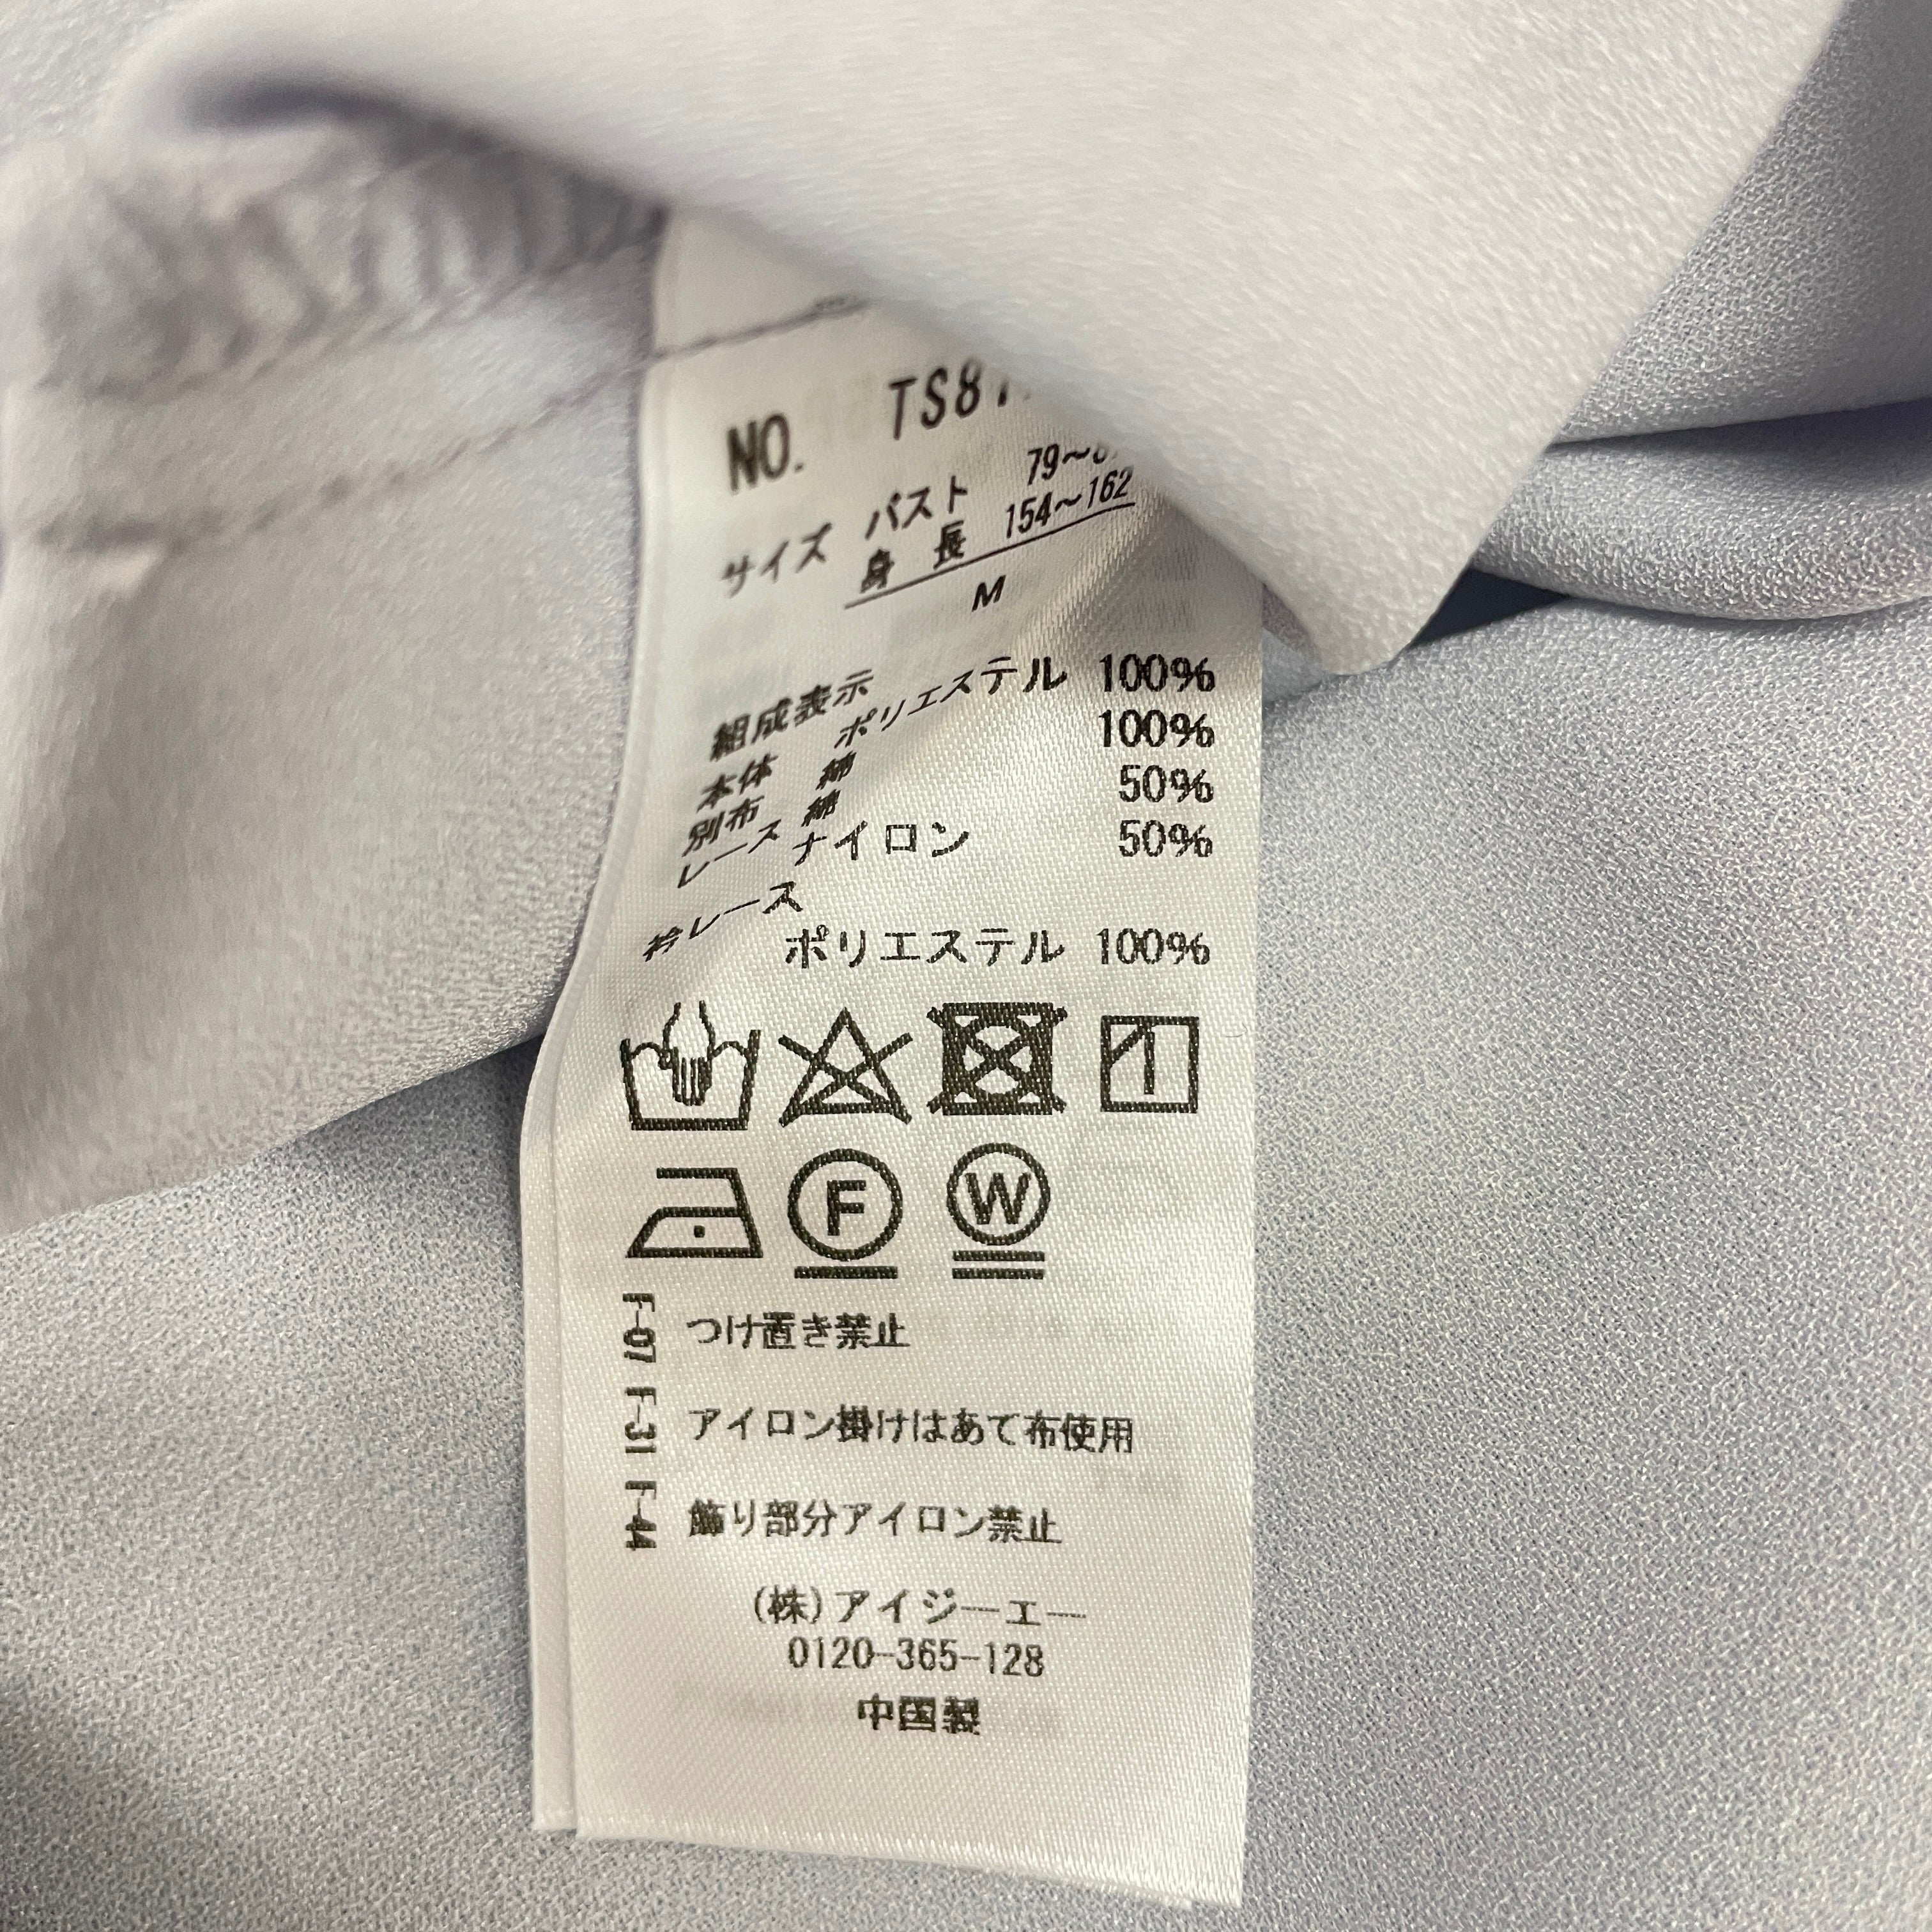 NO. TS81
サイズ バスト 79～8
身 長 154～162
M
組成表示
本体 ポリエステル 100%
別布 綿 100%
レース 綿 50%
ナイロン 50%
衿レース
ポリエステル 100%
F
W
F-07 つけ置き禁止
F-31 アイロン掛けはあて布使用
F-44 飾り部分アイロン禁止
(株)アイジーエー
0120-365-128
中国製